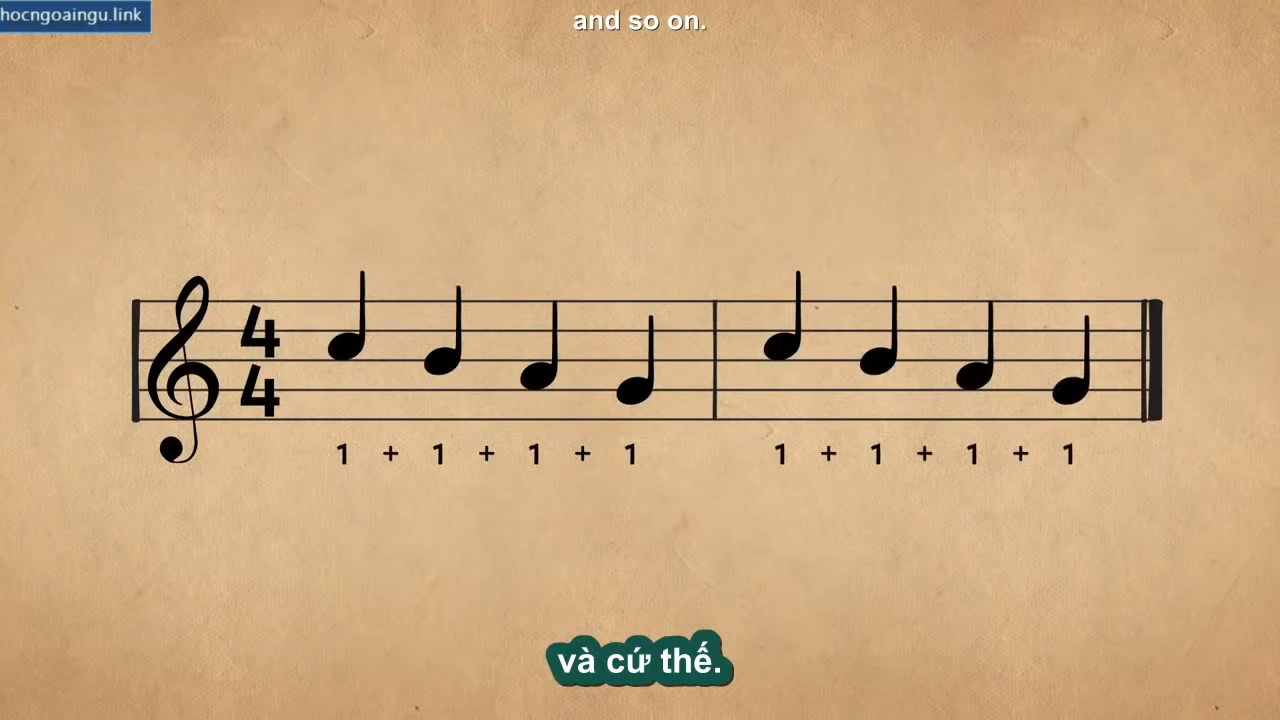 hocngoaingu.link
and so on.
4
4
1 + 1 + 1 + 1 1 + 1 + 1 + 1
và cứ thế.